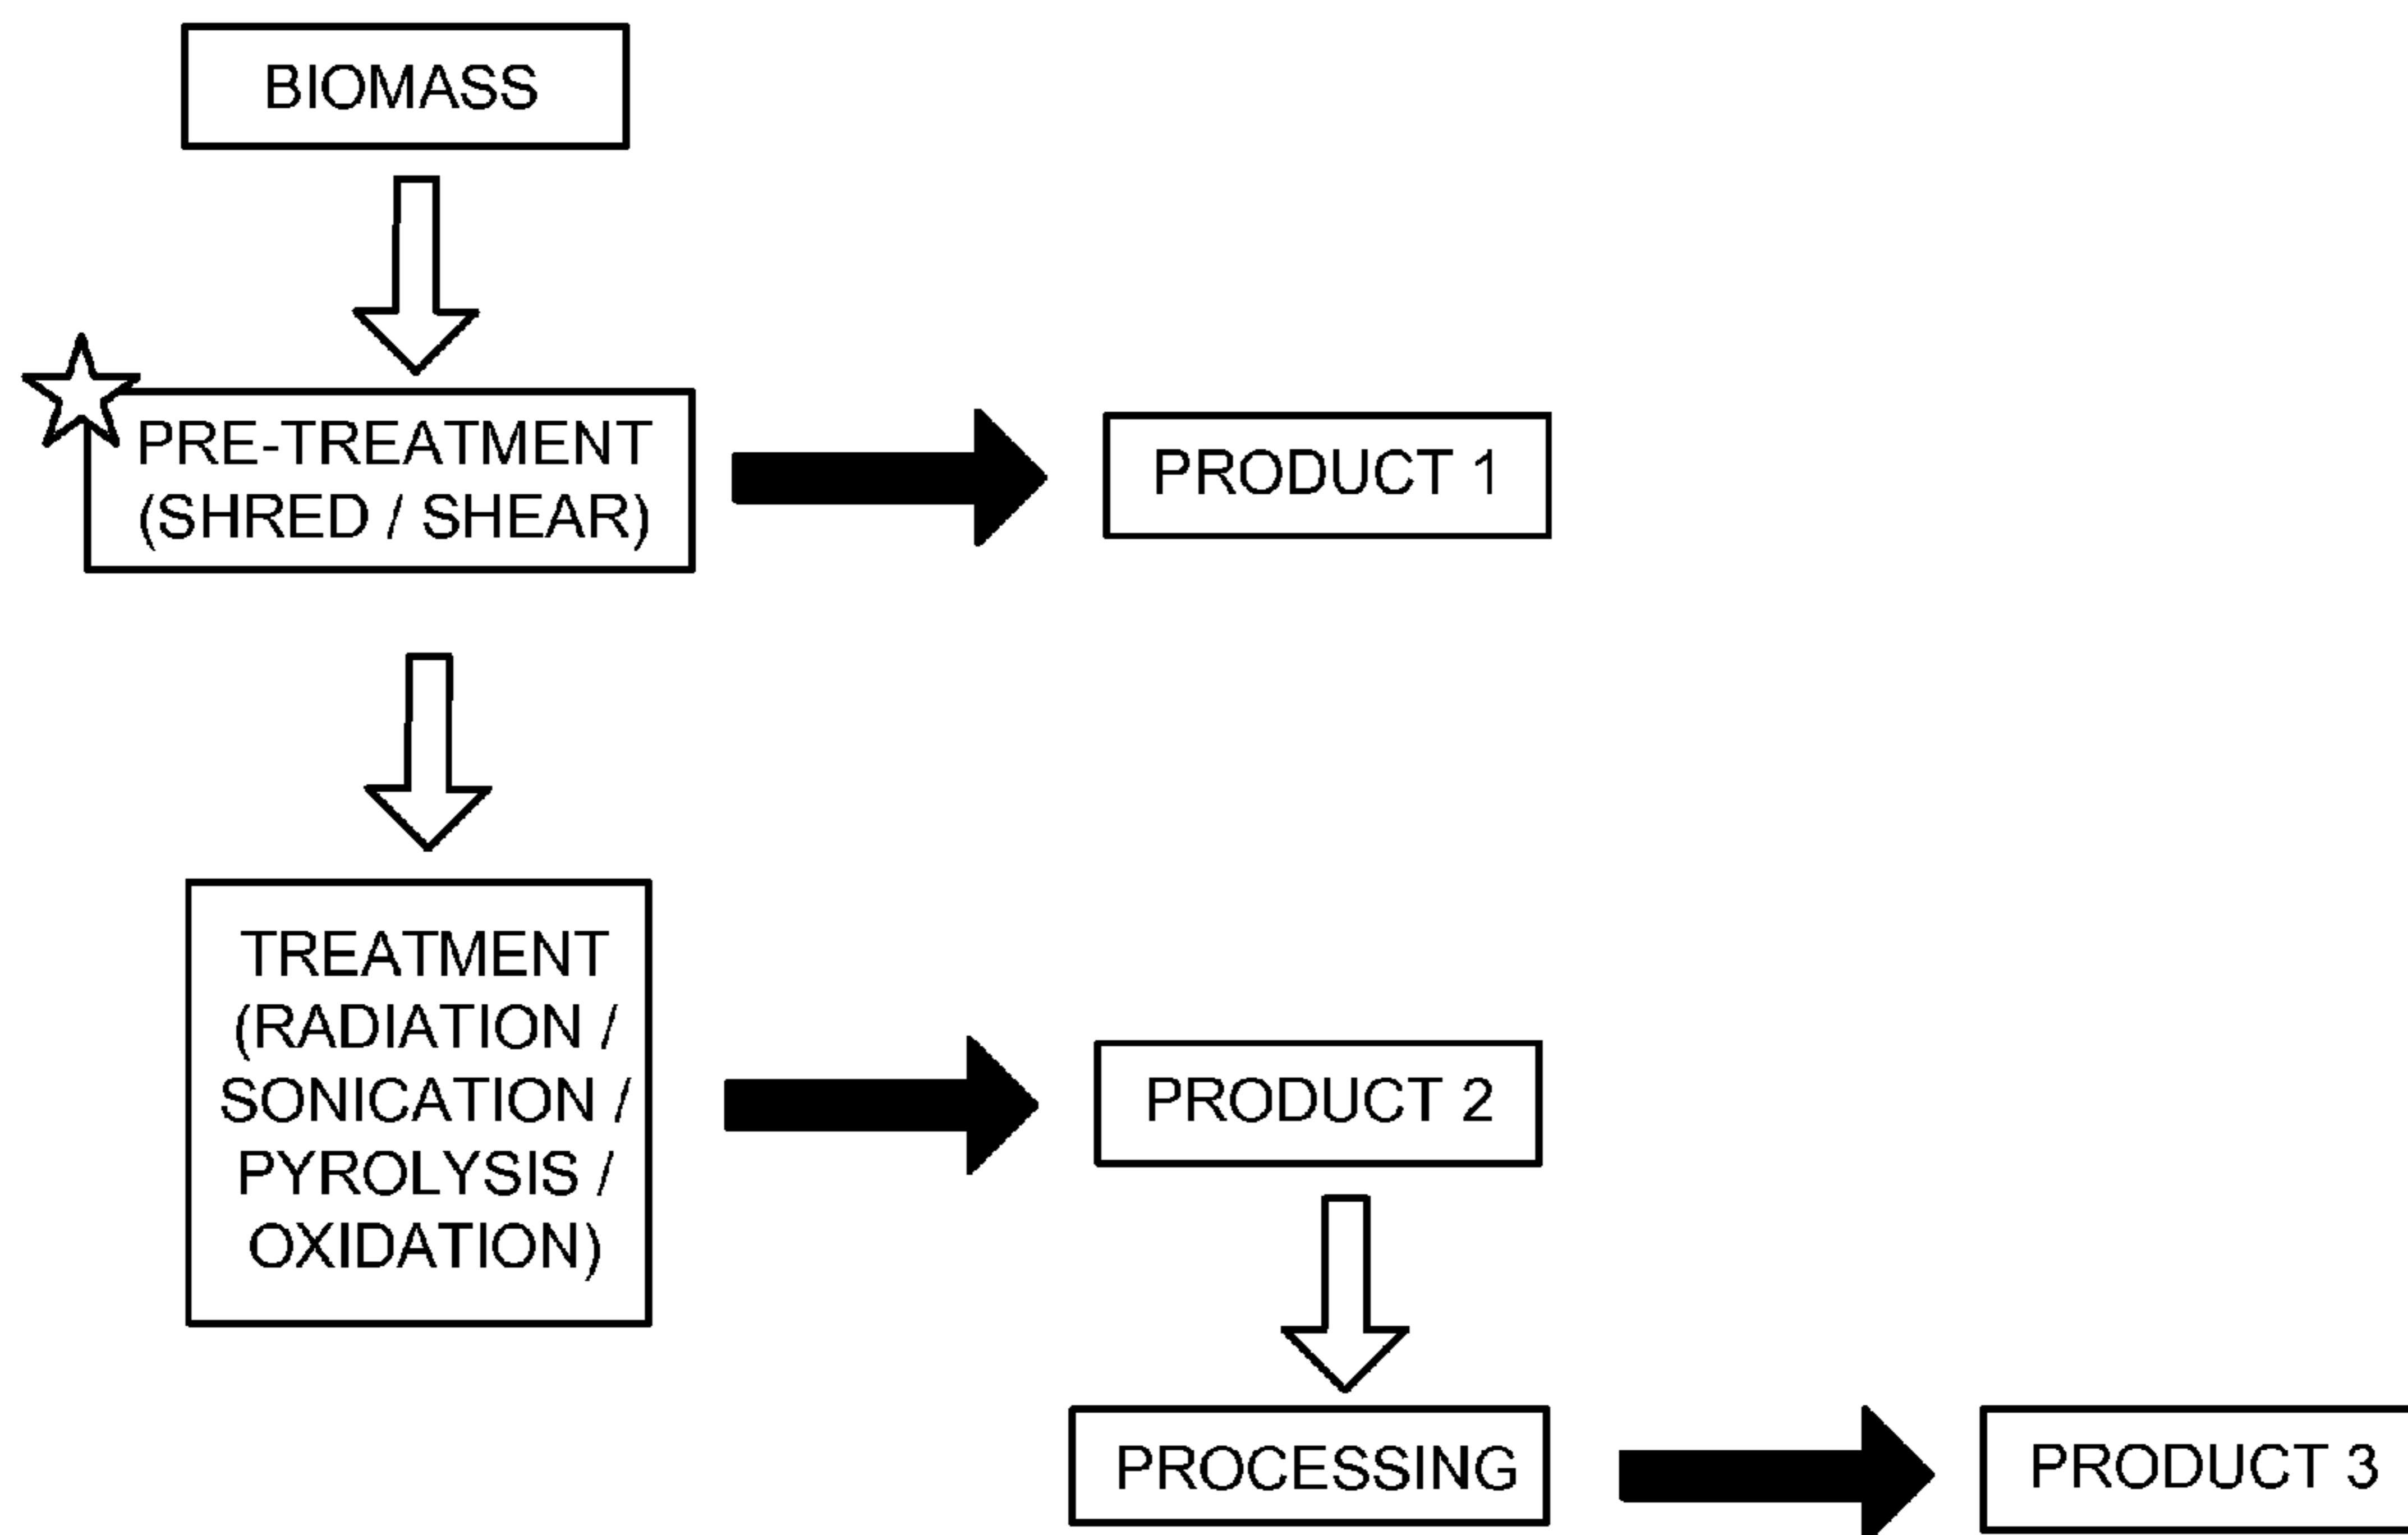 BIOMASS
PRE-TREATMENT
(SHRED / SHEAR)
PRODUCT 1
TREATMENT
(RADIATION /
SONICATION /
PYROLYSIS /
OXIDATION)
PRODUCT 2
PROCESSING
PRODUCT 3